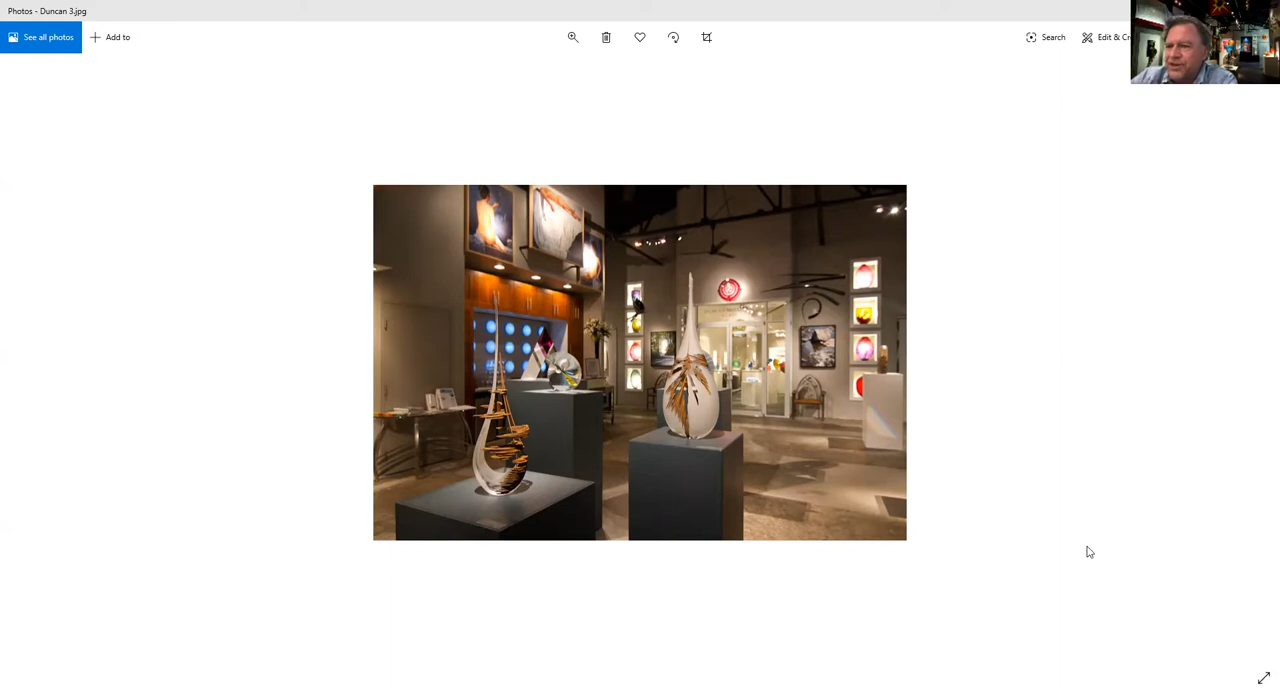 Photos - Duncan 3.jpg
See all photos
Add to
Search
Edit & Cr